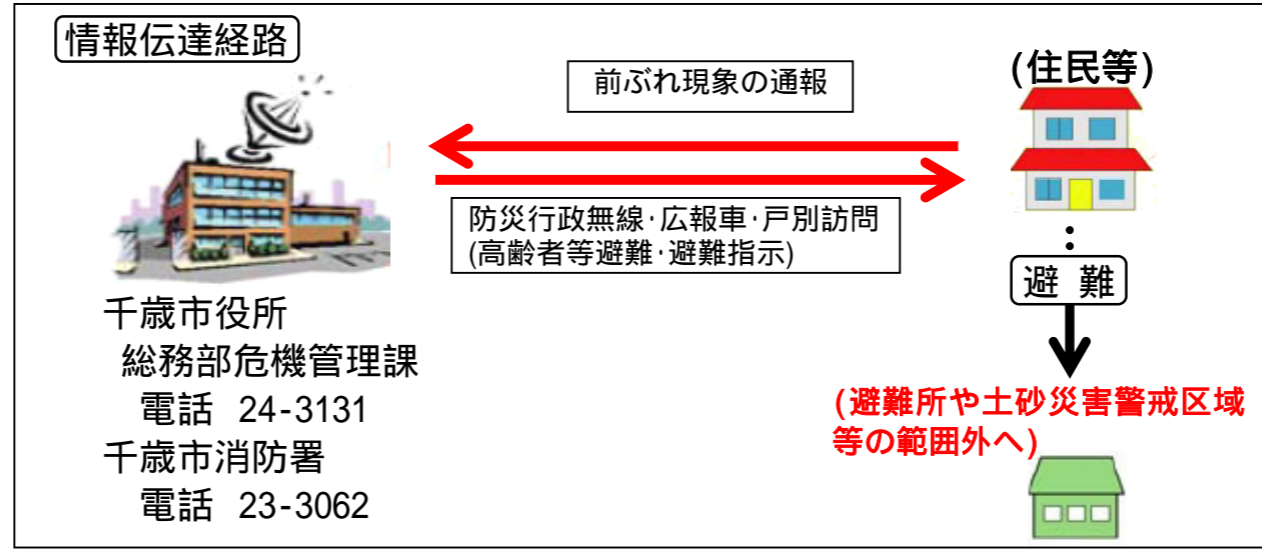 情報伝達経路
前ぶれ現象の通報
(住民等)
防災行政無線･広報車･戸別訪問
(高齢者等避難･避難指示)
避 難
千歳市役所
総務部危機管理課
電話 24-3131
千歳市消防署
電話 23-3062
(避難所や土砂災害警戒区域
等の範囲外へ)